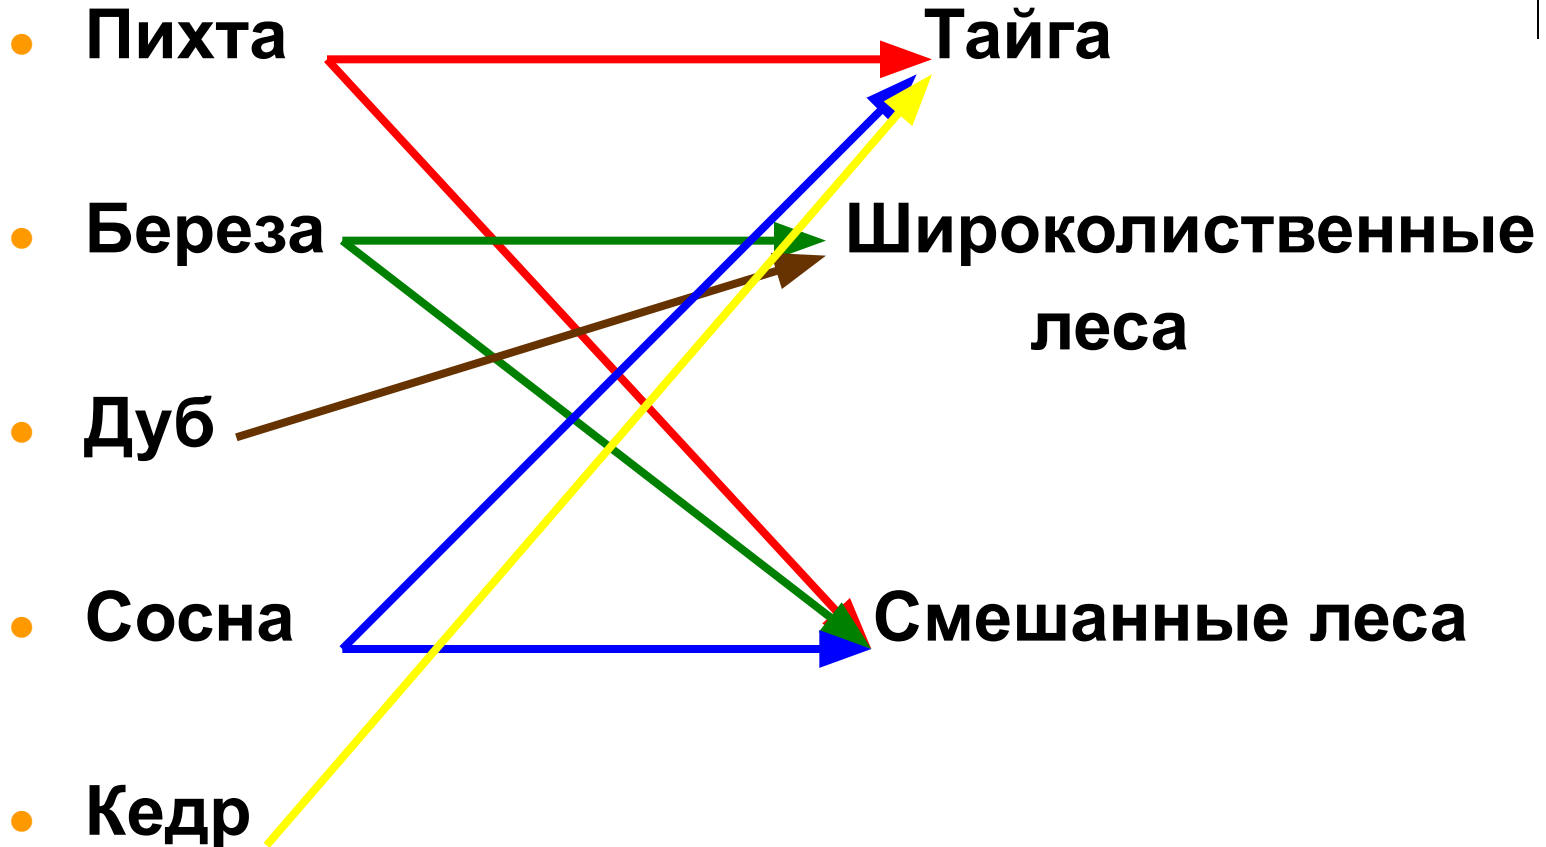 Пихта Тайга
Береза Широколиственные
леса
Дуб
Сосна Смешанные леса
Кедр